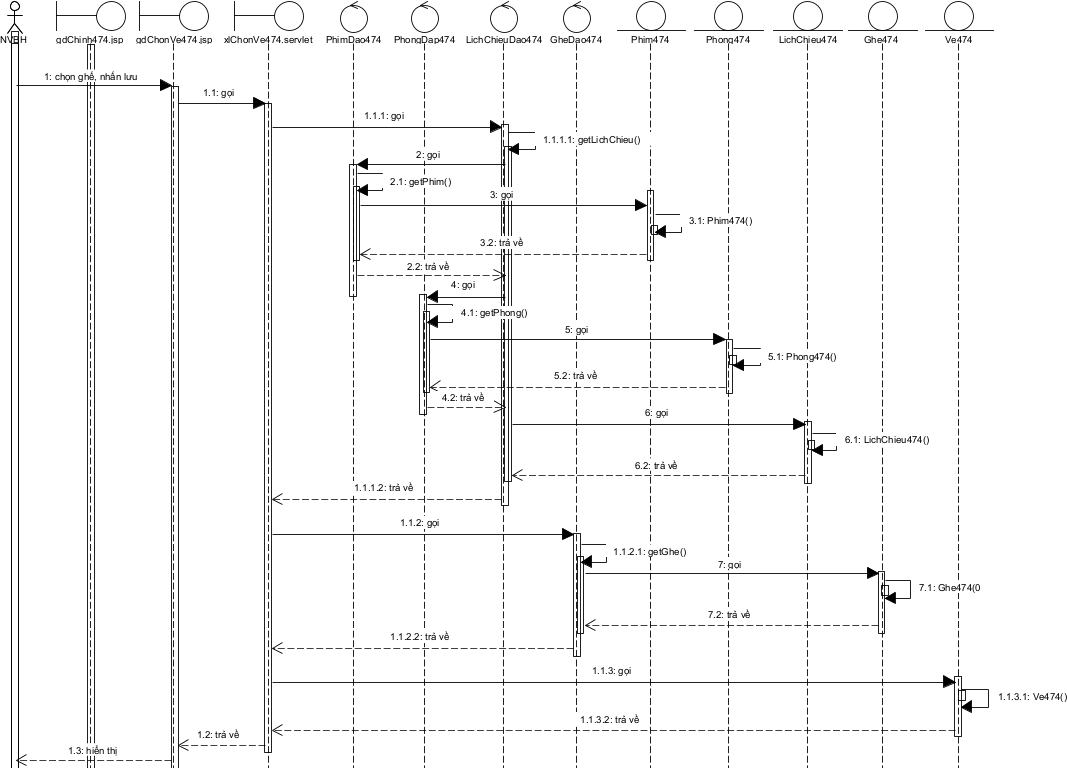 NVBH
gdChinh474.jsp
gdChonVe474.jsp
xlChonVe474.servlet
PhimDao474
PhongDap474
LichChieuDao474
GheDao474
Phim474
Phong474
LichChieu474
Ghe474
Ve474
1: chọn ghế, nhấn lưu
1.1: gọi
1.1.1: gọi
1.1.1.1: getLichChieu()
2: gọi
2.1: getPhim()
3: gọi
3.1: Phim474()
3.2: trả về
2.2: trả về
4: gọi
4.1: getPhong()
5: gọi
5.1: Phong474()
5.2: trả về
4.2: trả về
6: gọi
6.1: LichChieu474()
6.2: trả về
1.1.1.2: trả về
1.1.2: gọi
1.1.2.1: getGhe()
7: gọi
7.1: Ghe474(0
7.2: trả về
1.1.2.2: trả về
1.1.3: gọi
1.1.3.1: Ve474()
1.1.3.2: trả về
1.2: trả về
1.3: hiển thị